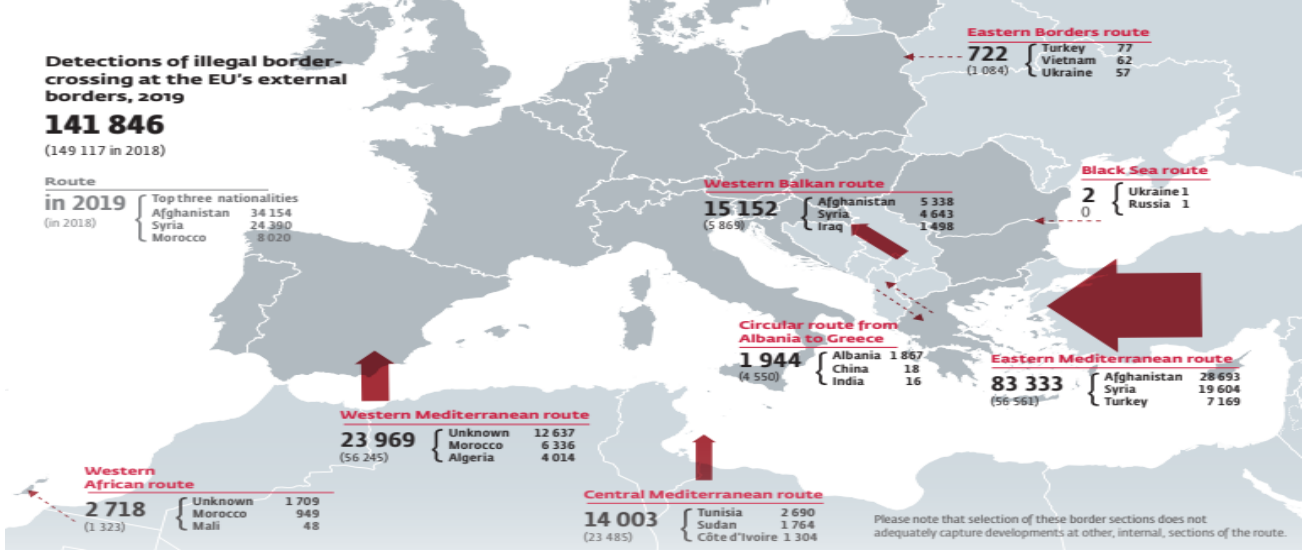 Detections of illegal border-
crossing at the EU's external
borders, 2019
141 846
(149 117 in 2018)
Route
in 2019
(in 2018)
Top three nationalities
Afghanistan 34 154
Syria 24 390
Morocco 8 020
Eastern Borders route
722
(1 084)
Turkey 77
Vietnam 62
Ukraine 57
Black Sea route
2
0
Ukraine 1
Russia 1
Western Balkan route
15 152
(5 869)
Afghanistan 5 338
Syria 4 643
Iraq 1 498
Circular route from
Albania to Greece
1 944
(4 550)
Albania 1 867
China 18
India 16
Eastern Mediterranean route
83 333
(56 561)
Afghanistan 28 693
Syria 19 604
Turkey 7 169
Western Mediterranean route
23 969
(56 245)
Unknown 12 637
Morocco 6 336
Algeria 4 014
Western
African route
2 718
(1 323)
Unknown 1 709
Morocco 949
Mali 48
Central Mediterranean route
14 003
(23 485)
Tunisia 2 690
Sudan 1 764
Côte d'Ivoire 1 304
Please note that selection of these border sections does not
adequately capture developments at other, internal, sections of the route.